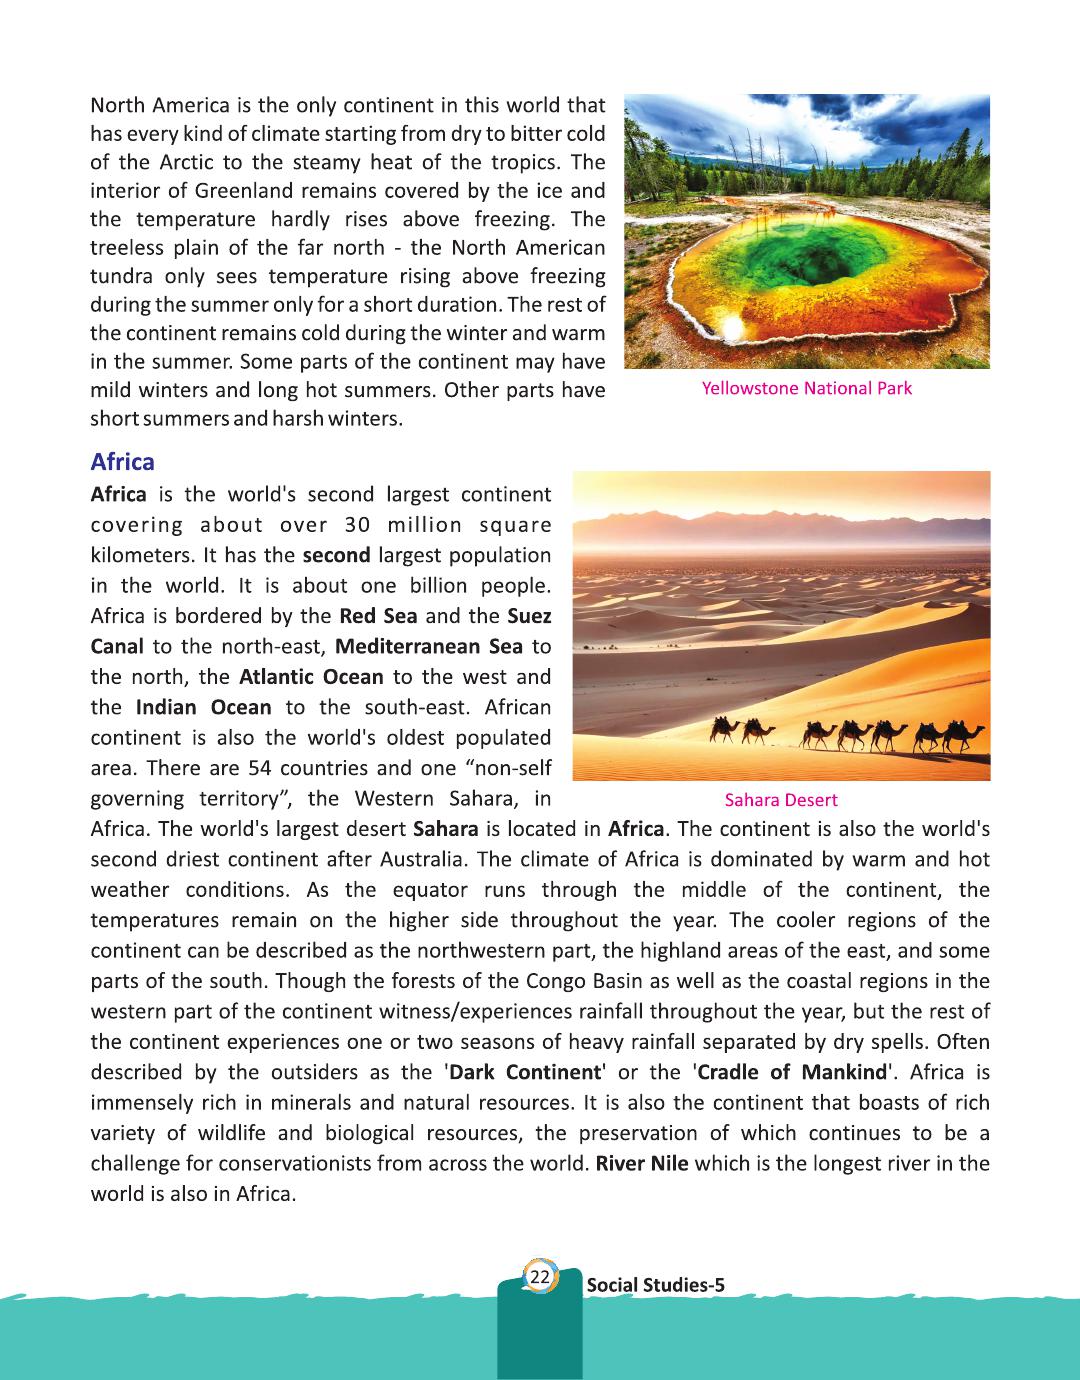 North America is the only continent in this world that
has every kind of climate starting from dry to bitter cold
of the Arctic to the steamy heat of the tropics. The
interior of Greenland remains covered by the ice and
the temperature hardly rises above freezing. The
treeless plain of the far north - the North American
tundra only sees temperature rising above freezing
during the summer only for a short duration. The rest of
the continent remains cold during the winter and warm
in the summer. Some parts of the continent may have
mild winters and long hot summers. Other parts have
short summers and harsh winters.
Yellowstone National Park
Africa
Africa is the world's second largest continent
covering about over 30 million square
kilometers. It has the second largest population
in the world. It is about one billion people.
Africa is bordered by the Red Sea and the Suez
Canal to the north-east, Mediterranean Sea to
the north, the Atlantic Ocean to the west and
the Indian Ocean to the south-east. African
continent is also the world's oldest populated
area. There are 54 countries and one “non-self
governing territory”, the Western Sahara, in
Sahara Desert
Africa. The world's largest desert Sahara is located in Africa. The continent is also the world's
second driest continent after Australia. The climate of Africa is dominated by warm and hot
weather conditions. As the equator runs through the middle of the continent, the
temperatures remain on the higher side throughout the year. The cooler regions of the
continent can be described as the northwestern part, the highland areas of the east, and some
parts of the south. Though the forests of the Congo Basin as well as the coastal regions in the
western part of the continent witness/experiences rainfall throughout the year, but the rest of
the continent experiences one or two seasons of heavy rainfall separated by dry spells. Often
described by the outsiders as the 'Dark Continent' or the 'Cradle of Mankind'. Africa is
immensely rich in minerals and natural resources. It is also the continent that boasts of rich
variety of wildlife and biological resources, the preservation of which continues to be a
challenge for conservationists from across the world. River Nile which is the longest river in the
world is also in Africa.
22
Social Studies-5